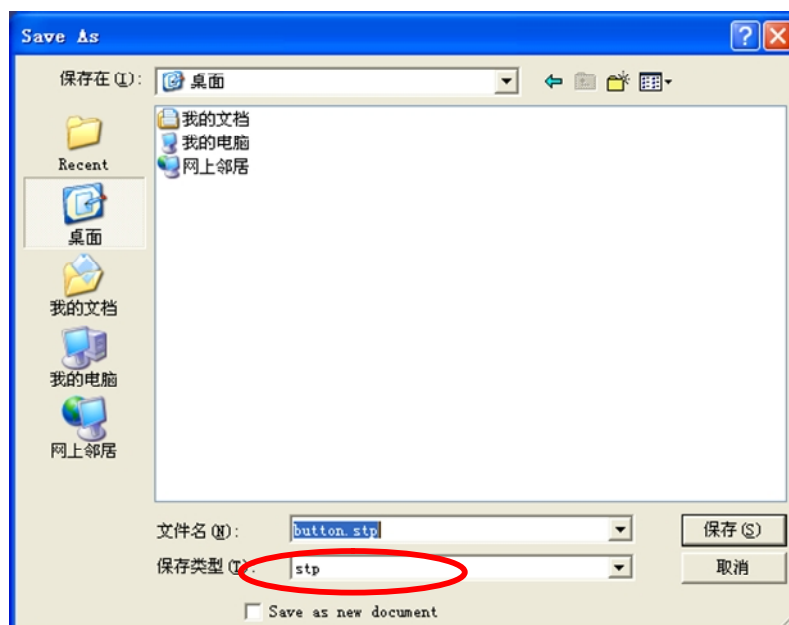 Save As
保存在(I):
桌面
我的文档
我的电脑
网上邻居
Recent
桌面
我的文档
我的电脑
网上邻居
文件名(N):
button.stp
保存(S)
保存类型(T):
stp
取消
Save as new document